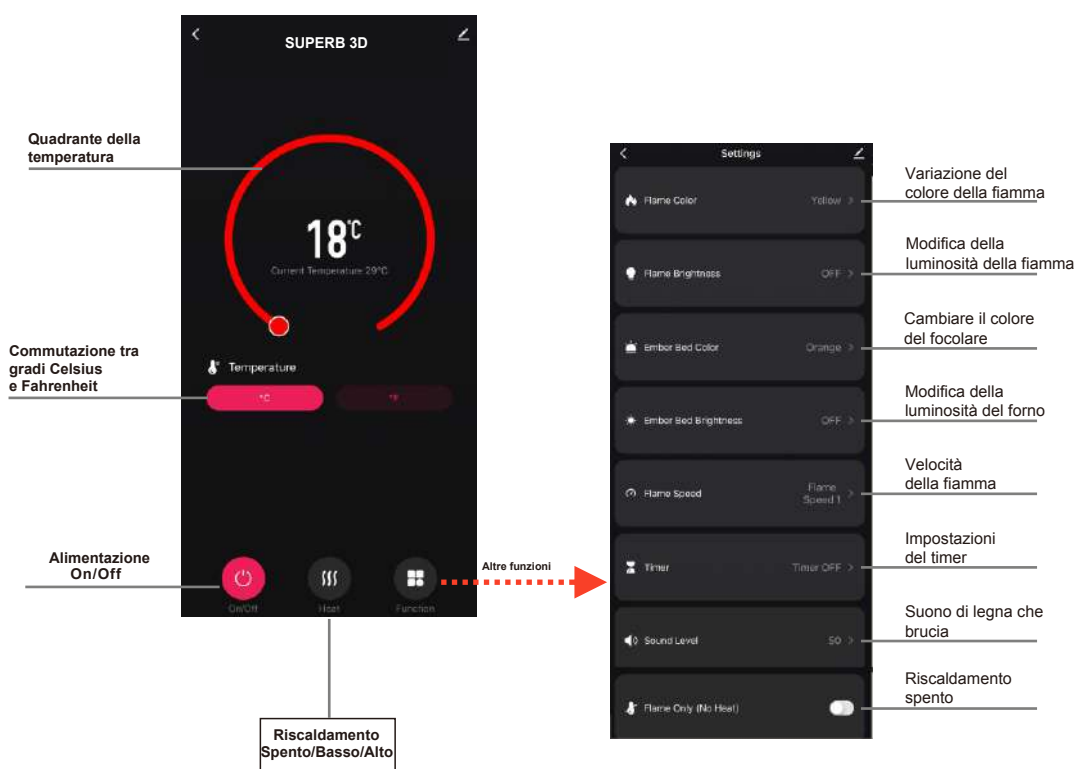 SUPERB 3D
Quadrante della
temperatura
18°C
Current Temperature 29°C
Commutazione tra
gradi Celsius
e Fahrenheit
Temperature
°C
°F
Alimentazione
On/Off
On/Off
Heat
Function
Altre funzioni
Riscaldamento
Spento/Basso/Alto
Settings
Flame Color
Yellow >
Variazione del
colore della fiamma
Flame Brightness
OFF >
Modifica della
luminosità della fiamma
Ember Bed Color
Orange >
Cambiare il colore
del focolare
Ember Bed Brightness
OFF >
Modifica della
luminosità del forno
Flame Speed
Flame
Speed 1 >
Velocità
della fiamma
Timer
Timer OFF >
Impostazioni
del timer
Sound Level
50 >
Suono di legna che
brucia
Flame Only (No Heat)
Riscaldamento
spento